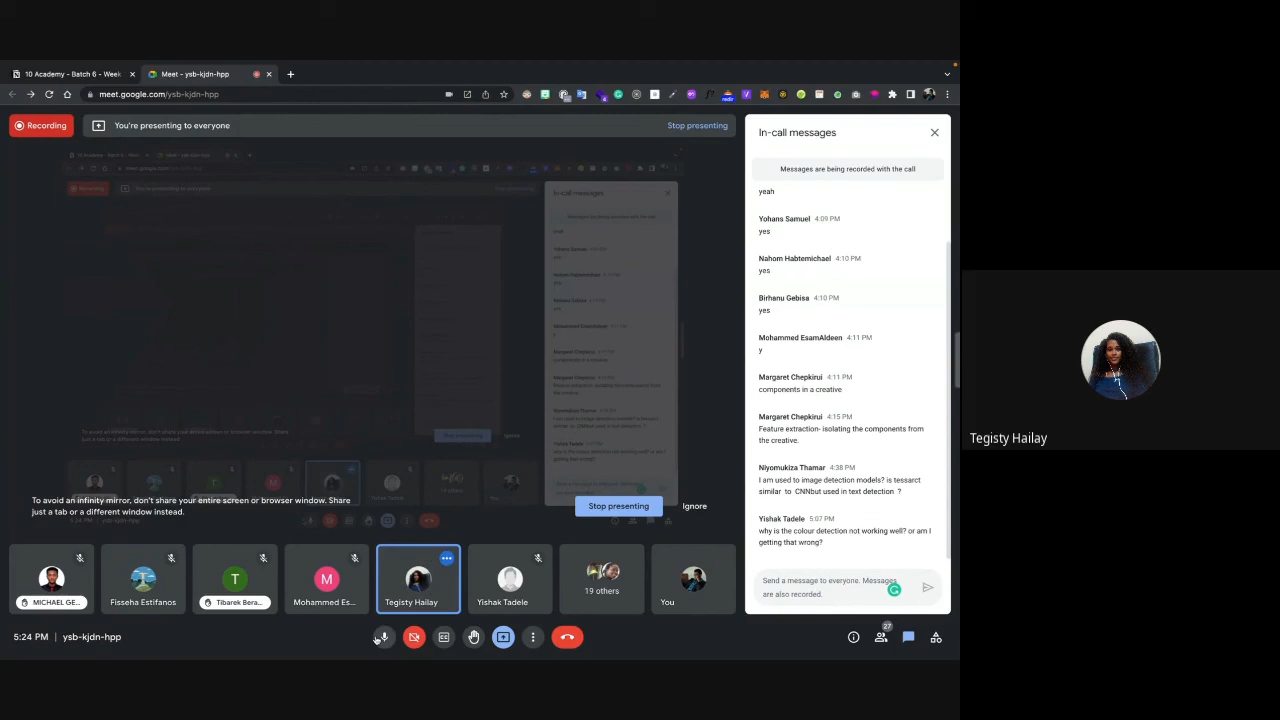 10 Academy - Batch 6 - Week
Meet - ysb-kjdn-hpp
meet.google.com/ysb-kjdn-hpp
Recording
You're presenting to everyone
Stop presenting
In-call messages
Messages are being recorded with the call
yeah
Yohans Samuel 4:09 PM
yes
Nahom Habtemichael 4:10 PM
yes
Birhanu Gebisa 4:10 PM
yes
Mohammed EsamAldeen 4:11 PM
y
Margaret Chepkirui 4:11 PM
components in a creative
Margaret Chepkirui 4:15 PM
Feature extraction- isolating the components from
the creative.
Niyomukiza Thamar 4:38 PM
I am used to image detection models? is tessarct
similar to CNNbut used in text detection ?
Yishak Tadele 5:07 PM
why is the colour detection not working well? or am I
getting that wrong?
Send a message to everyone. Messages
are also recorded.
To avoid an infinity mirror, don't share your entire screen or browser window. Share
just a tab or a different window instead.
Stop presenting
Ignore
MICHAEL GE...
Fisseha Estifanos
T
Tibarek Bera...
M
Mohammed Es...
Tegisty Hailay
Yishak Tadele
19 others
You
5:24 PM | ysb-kjdn-hpp
27
Tegisty Hailay